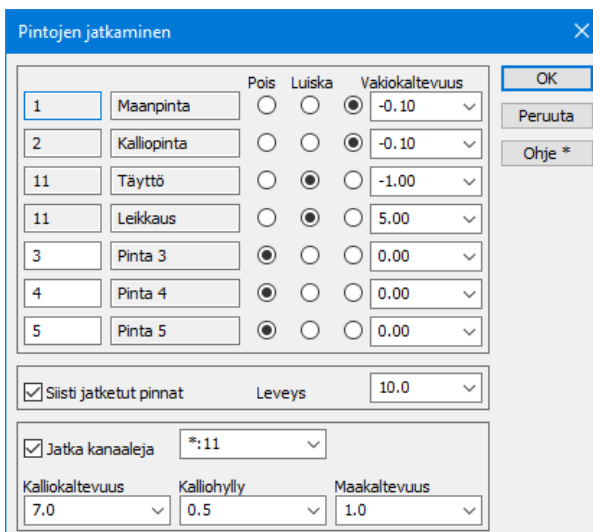 Pintojen jatkaminen
Pois Luiska Vakiokaltevuus
1 Maanpinta -0.10
2 Kalliopinta -0.10
11 Täyttö -1.00
11 Leikkaus 5.00
3 Pinta 3 0.00
4 Pinta 4 0.00
5 Pinta 5 0.00
OK
Peruuta
Ohje *
Siisti jatketut pinnat Leveys 10.0
Jatka kanaaleja *:11
Kalliokaltevuus Kalliohylly Maakaltevuus
7.0 0.5 1.0